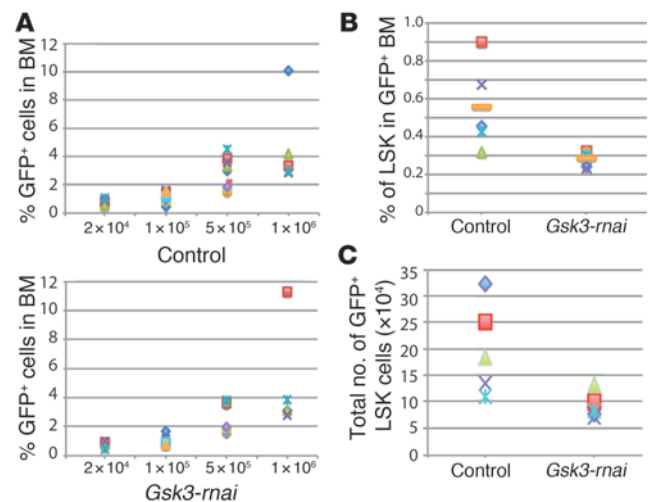 A
% GFP⁺ cells in BM
12
10
8
6
4
2
0
2×10⁴ 1×10⁵ 5×10⁵ 1×10⁶
Control
% GFP⁺ cells in BM
12
10
8
6
4
2
0
2×10⁴ 1×10⁵ 5×10⁵ 1×10⁶
Gsk3-rnai
B
% of LSK in GFP⁺ BM
1.0
0.8
0.6
0.4
0.2
0
Control Gsk3-rnai
C
Total no. of GFP⁺
LSK cells (×10⁴)
35
30
25
20
15
10
5
0
Control Gsk3-rnai